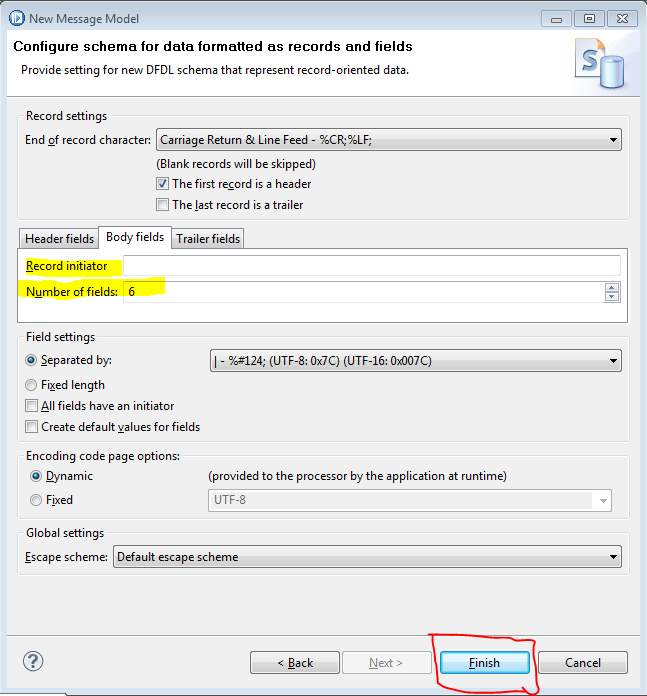 New Message Model
Configure schema for data formatted as records and fields
Provide setting for new DFDL schema that represent record-oriented data.
Record settings
End of record character: Carriage Return & Line Feed - %CR;%LF;
(Blank records will be skipped)
The first record is a header
The last record is a trailer
Header fields Body fields Trailer fields
Record initiator
Number of fields: 6
Field settings
Separated by: | - %#124; (UTF-8: 0x7C) (UTF-16: 0x007C)
Fixed length
All fields have an initiator
Create default values for fields
Encoding code page options:
Dynamic (provided to the processor by the application at runtime)
Fixed UTF-8
Global settings
Escape scheme: Default escape scheme
? < Back Next > Finish Cancel